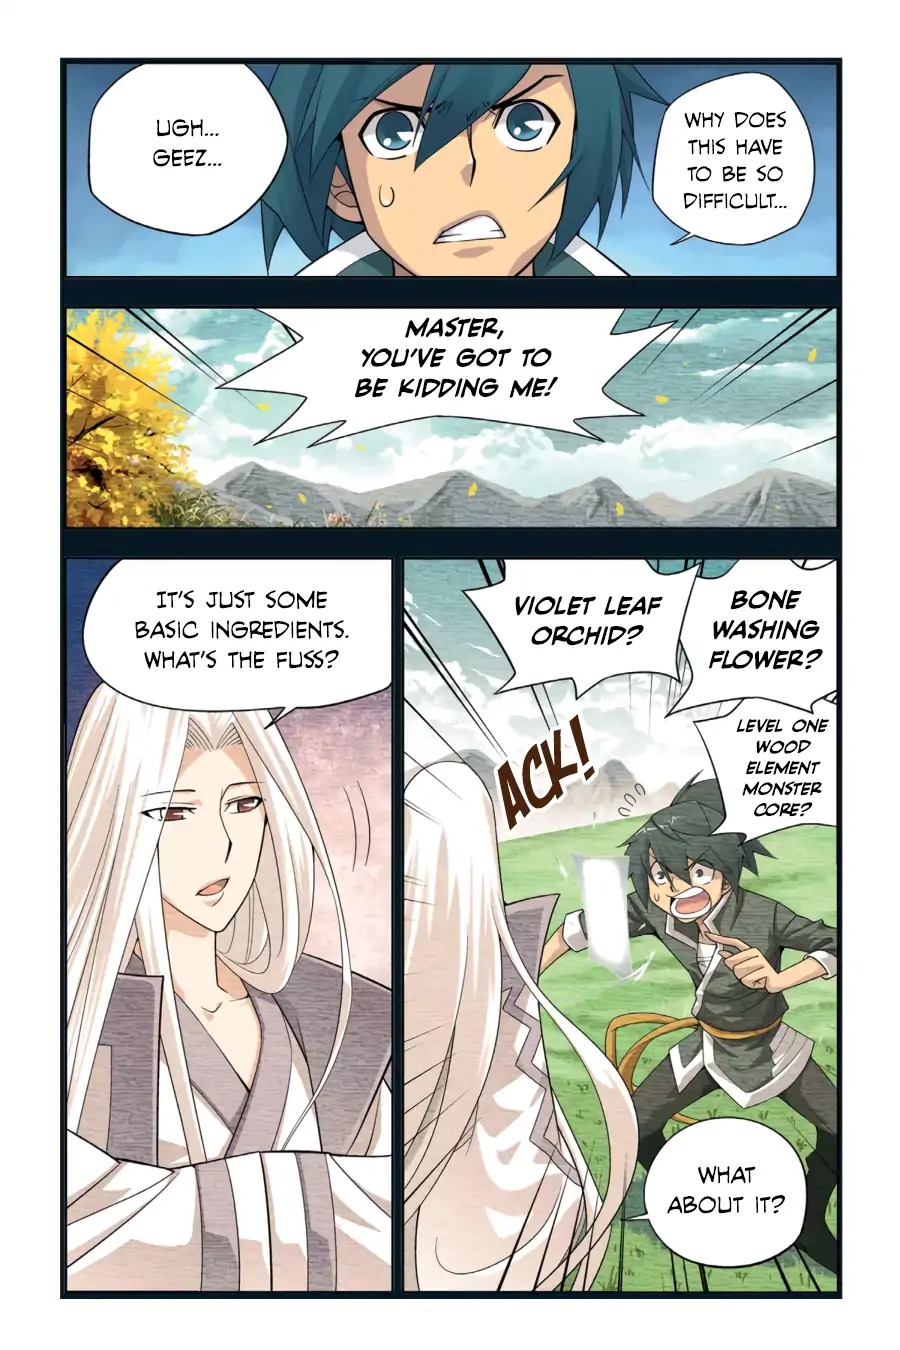 UGH...
GEEZ...
WHY DOES
THIS HAVE
TO BE SO
DIFFICULT...
MASTER,
YOU'VE GOT TO
BE KIDDING ME!
IT'S JUST SOME
BASIC INGREDIENTS.
WHAT'S THE FUSS?
VIOLET LEAF
ORCHID?
BONE
WASHING
FLOWER?
LEVEL ONE
WOOD
ELEMENT
MONSTER
CORE?
ACK!
WHAT
ABOUT IT?